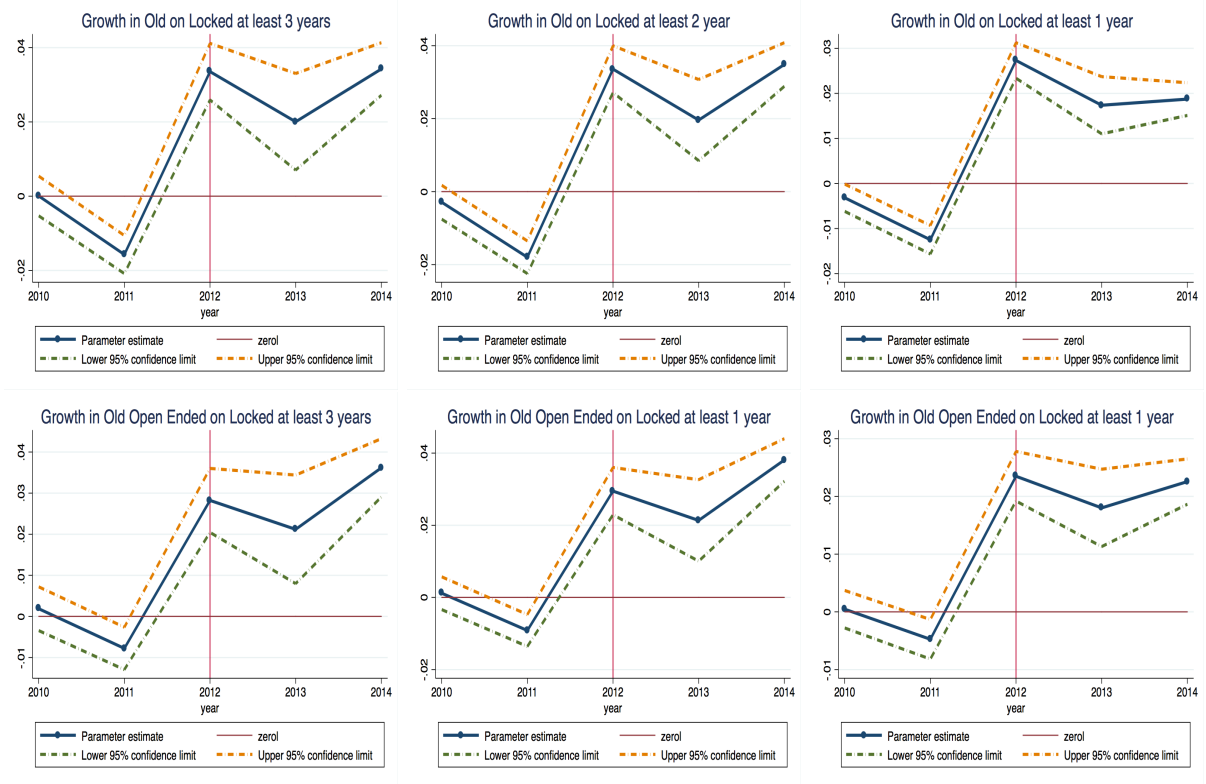 Growth in Old on Locked at least 3 years
.04
.02
0
-.02
2010 2011 2012 2013 2014
year
Parameter estimate zerol
Lower 95% confidence limit Upper 95% confidence limit
Growth in Old on Locked at least 2 year
.04
.02
0
-.02
2010 2011 2012 2013 2014
year
Parameter estimate zerol
Lower 95% confidence limit Upper 95% confidence limit
Growth in Old on Locked at least 1 year
.03
.02
.01
0
-.01
-.02
2010 2011 2012 2013 2014
year
Parameter estimate zerol
Lower 95% confidence limit Upper 95% confidence limit
Growth in Old Open Ended on Locked at least 3 years
.04
.03
.02
.01
0
-.01
2010 2011 2012 2013 2014
year
Parameter estimate zerol
Lower 95% confidence limit Upper 95% confidence limit
Growth in Old Open Ended on Locked at least 1 year
.04
.02
0
-.02
2010 2011 2012 2013 2014
year
Parameter estimate zerol
Lower 95% confidence limit Upper 95% confidence limit
Growth in Old Open Ended on Locked at least 1 year
.03
.02
.01
0
-.01
2010 2011 2012 2013 2014
year
Parameter estimate zerol
Lower 95% confidence limit Upper 95% confidence limit